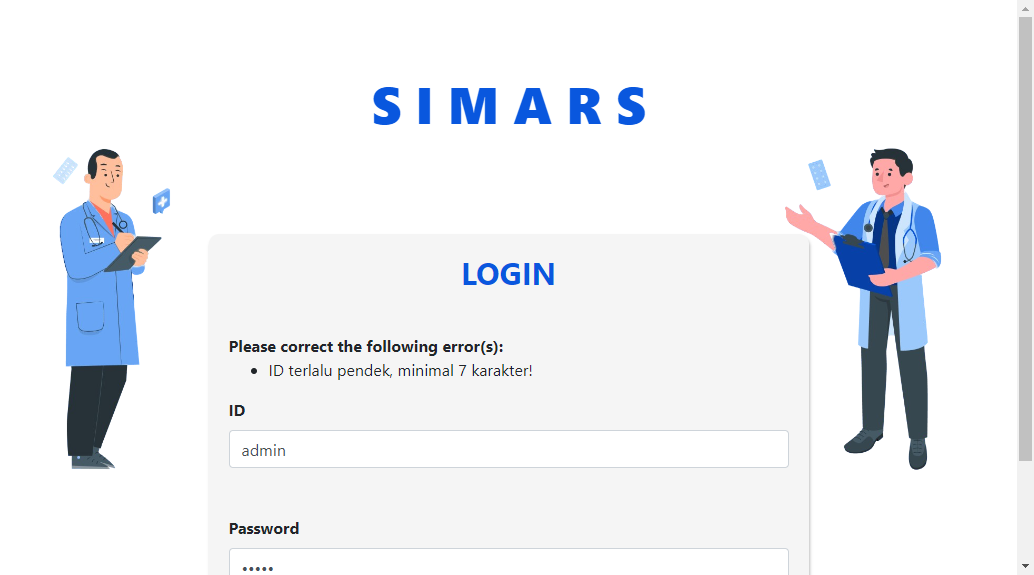 SIMARS
LOGIN
Please correct the following error(s):
• ID terlalu pendek, minimal 7 karakter!
ID
admin
Password
•••••